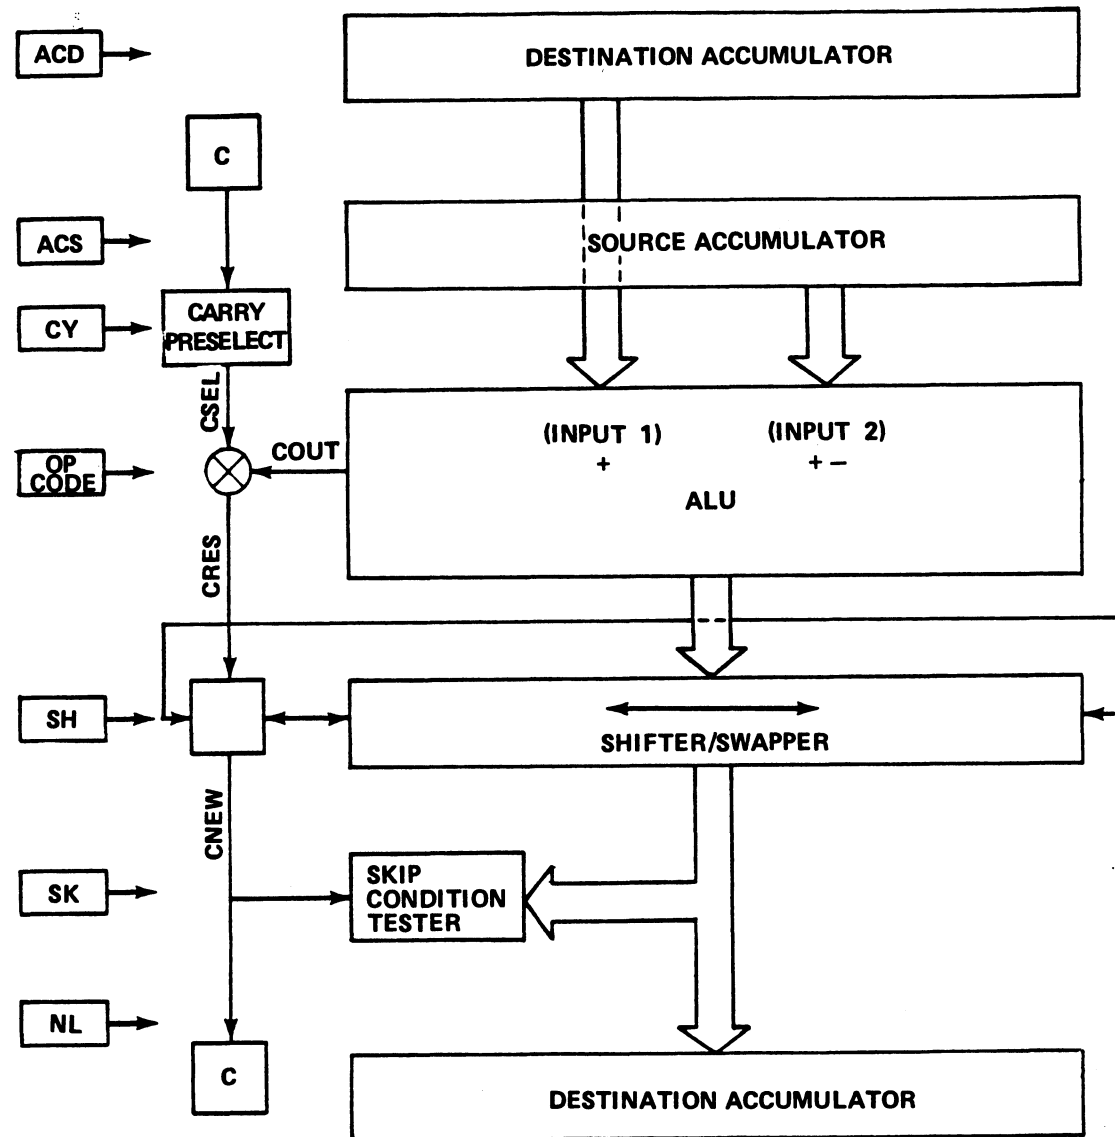 ACD
DESTINATION ACCUMULATOR
C
ACS
SOURCE ACCUMULATOR
CY
CARRY
PRESELECT
CSEL
(INPUT 1)
+
(INPUT 2)
+ −
COUT
OP
CODE
ALU
CRES
SH
SHIFTER/SWAPPER
CNEW
SK
SKIP
CONDITION
TESTER
NL
C
DESTINATION ACCUMULATOR